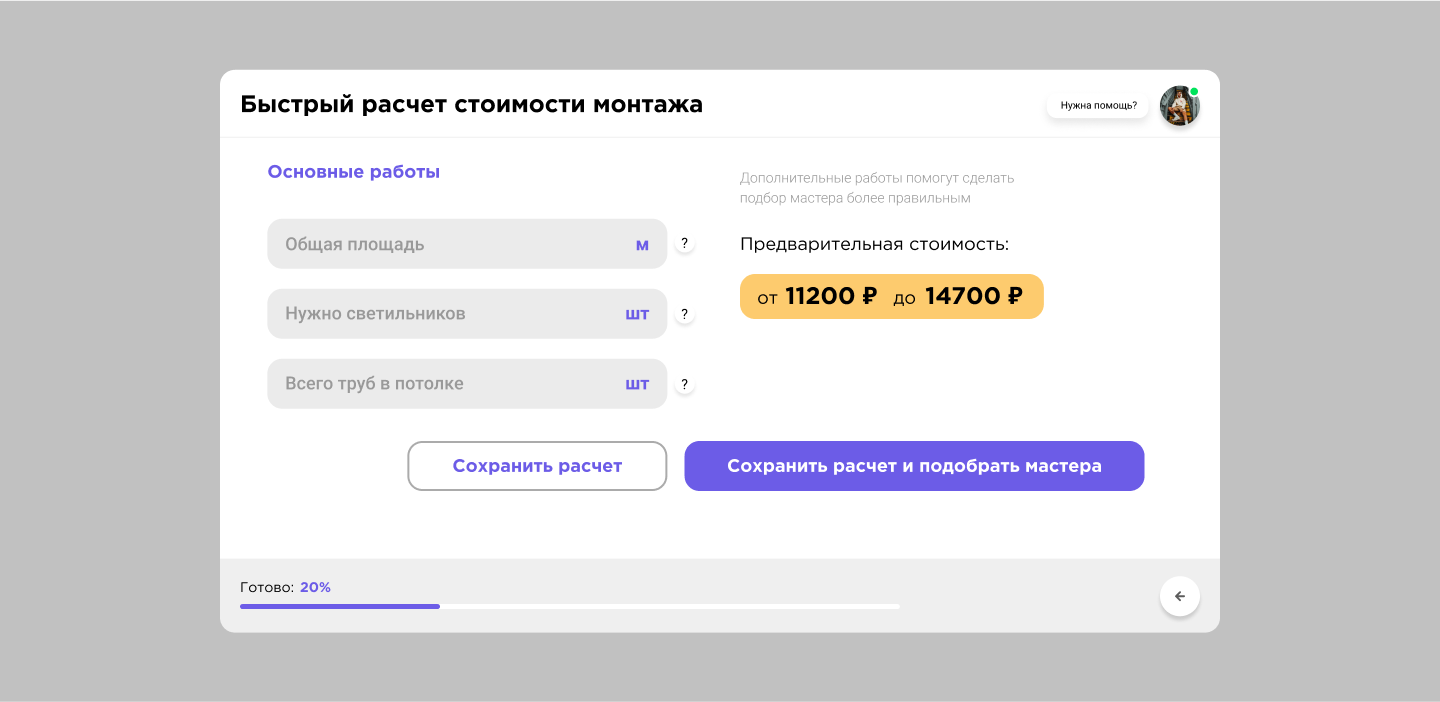 Быстрый расчет стоимости монтажа
Нужна помощь?
Основные работы
Общая площадь м ?
Нужно светильников шт ?
Всего труб в потолке шт ?
Дополнительные работы помогут сделать
подбор мастера более правильным
Предварительная стоимость:
от 11200 ₽ до 14700 ₽
Сохранить расчет
Сохранить расчет и подобрать мастера
Готово: 20%